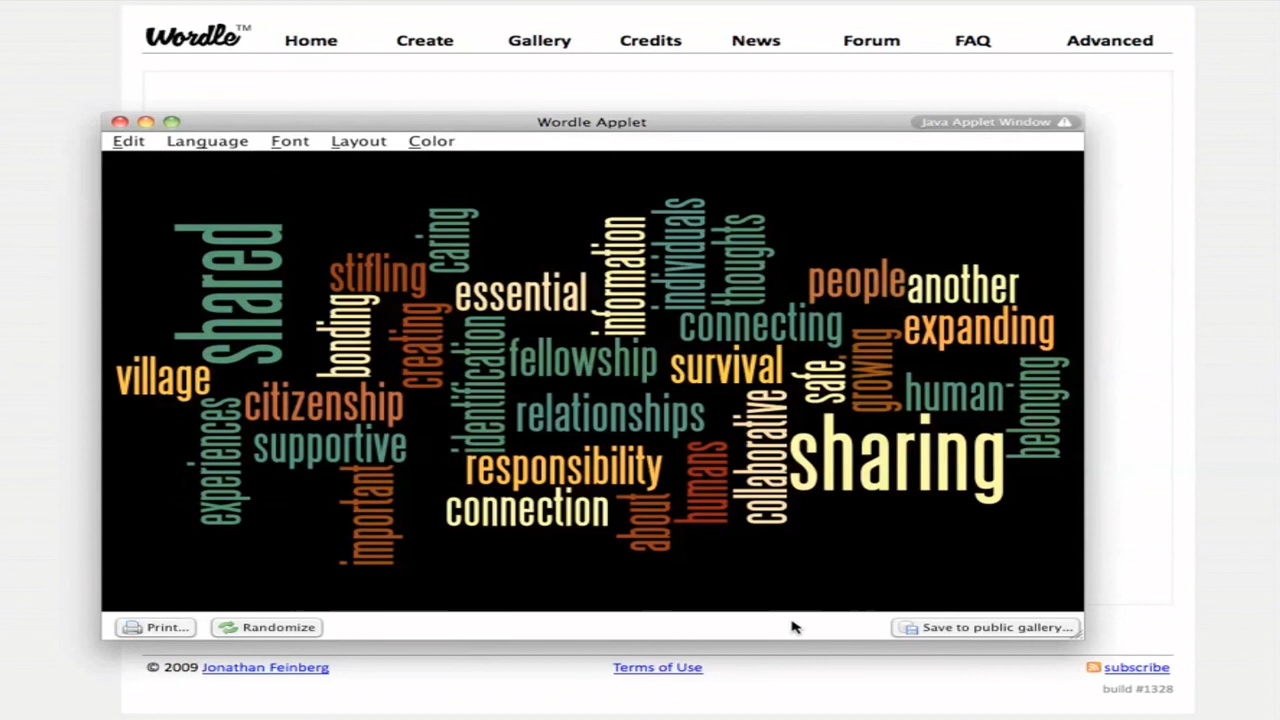 Wordle™ Home Create Gallery Credits News Forum FAQ Advanced
Wordle Applet
Java Applet Window
Edit Language Font Layout Color
shared
stifling
caring
essential
information
individuals
thoughts
people
another
village
bonding
creating
identification
fellowship
connecting
survival
safe
growing
expanding
citizenship
relationships
human
belonging
experiences
supportive
responsibility
collaborative
sharing
important
connection
about
humans
Print... Randomize Save to public gallery...
© 2009 Jonathan Feinberg Terms of Use subscribe
build #1328